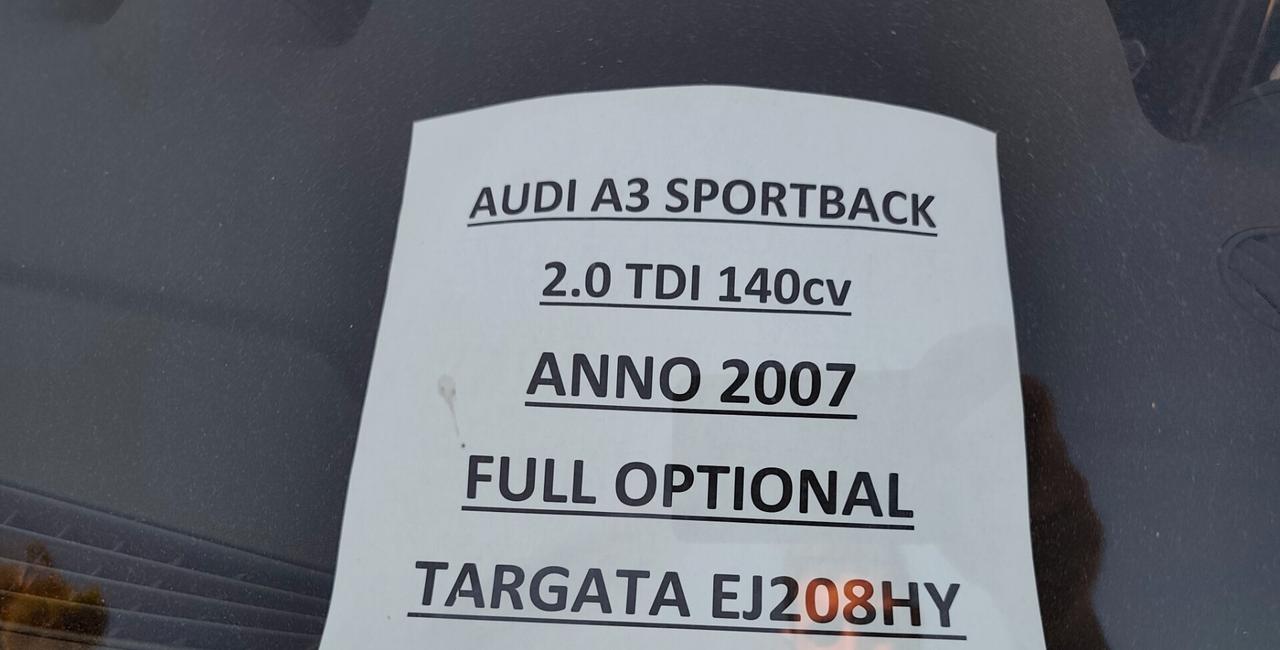 AUDI A3 SPORTBACK
2.0 TDI 140cv
ANNO 2007
FULL OPTIONAL
TARGATA EJ208HY